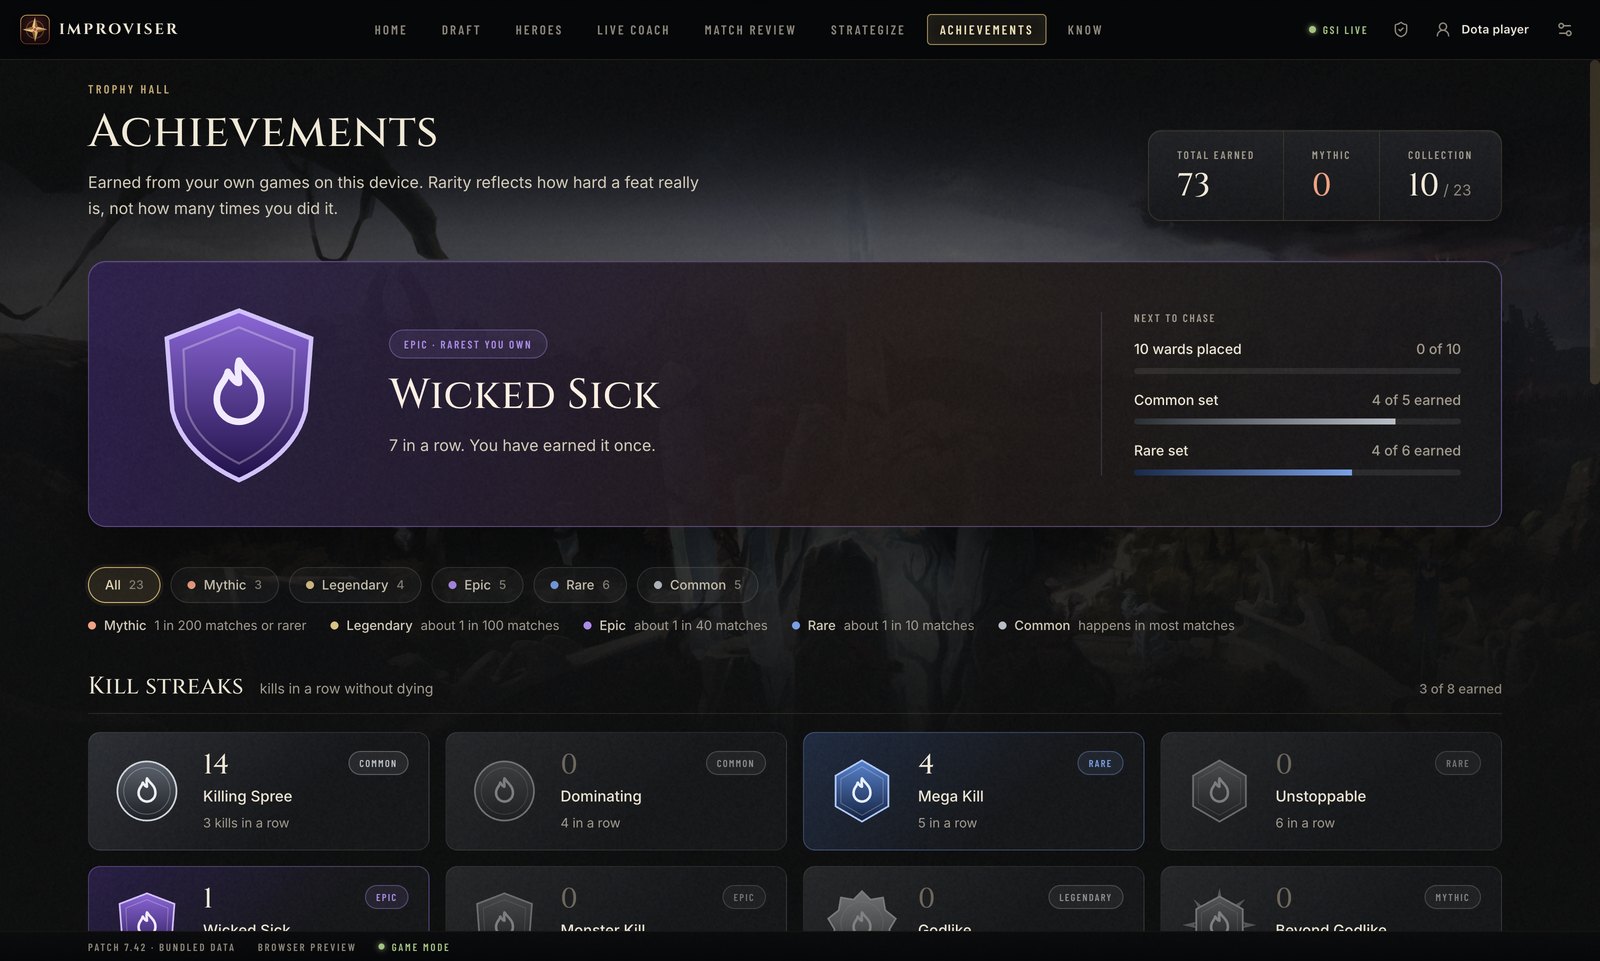 IMPROVISER
HOME
DRAFT
HEROES
LIVE COACH
MATCH REVIEW
STRATEGIZE
ACHIEVEMENTS
KNOW
GSI LIVE
Dota player
TROPHY HALL
ACHIEVEMENTS
Earned from your own games on this device. Rarity reflects how hard a feat really
is, not how many times you did it.
TOTAL EARNED
73
MYTHIC
0
COLLECTION
10 / 23
EPIC · RAREST YOU OWN
WICKED SICK
7 in a row. You have earned it once.
NEXT TO CHASE
10 wards placed 0 of 10
Common set 4 of 5 earned
Rare set 4 of 6 earned
All 23
Mythic 3
Legendary 4
Epic 5
Rare 6
Common 5
Mythic 1 in 200 matches or rarer
Legendary about 1 in 100 matches
Epic about 1 in 40 matches
Rare about 1 in 10 matches
Common happens in most matches
KILL STREAKS kills in a row without dying 3 of 8 earned
14
COMMON
Killing Spree
3 kills in a row
0
COMMON
Dominating
4 in a row
4
RARE
Mega Kill
5 in a row
0
RARE
Unstoppable
6 in a row
1
EPIC
Wicked Sick
0
EPIC
Monster Kill
0
LEGENDARY
Godlike
0
MYTHIC
Beyond Godlike
PATCH 7.42 · BUNDLED DATA
BROWSER PREVIEW
GAME MODE